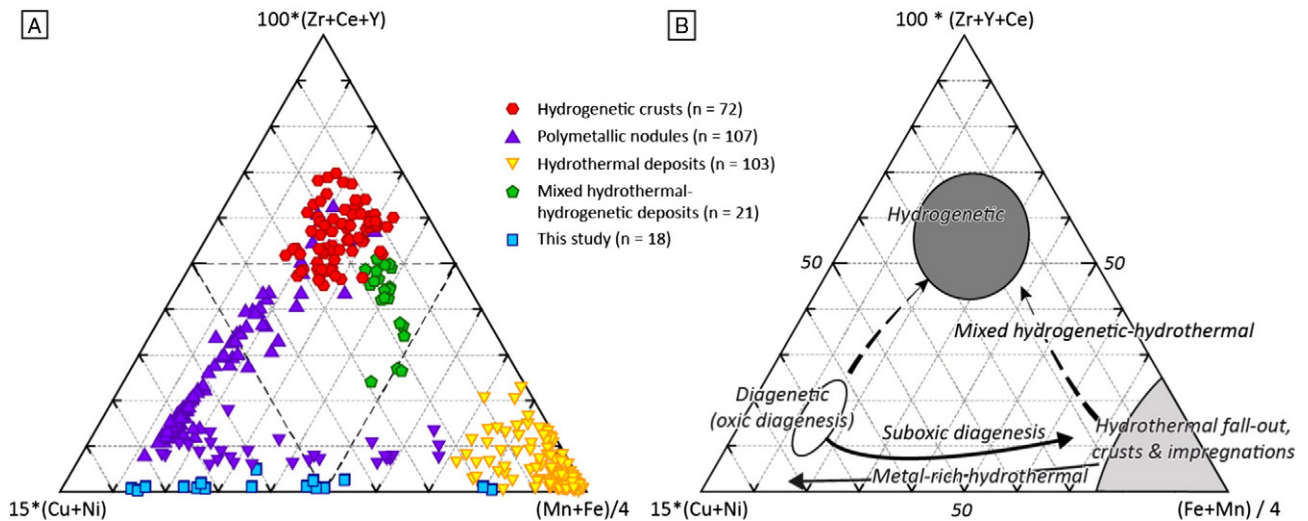 A
100*(Zr+Ce+Y)
15*(Cu+Ni)
(Mn+Fe)/4
Hydrogenetic crusts (n = 72)
Polymetallic nodules (n = 107)
Hydrothermal deposits (n = 103)
Mixed hydrothermal-
hydrogenetic deposits (n = 21)
This study (n = 18)
B
100 * (Zr+Y+Ce)
Hydrogenetic
50
50
Mixed hydrogenetic-hydrothermal
Diagenetic
(oxic diagenesis)
Suboxic diagenesis
Hydrothermal fall-out,
crusts & impregnations
Metal-rich-hydrothermal
15*(Cu+Ni)
50
(Fe+Mn) / 4